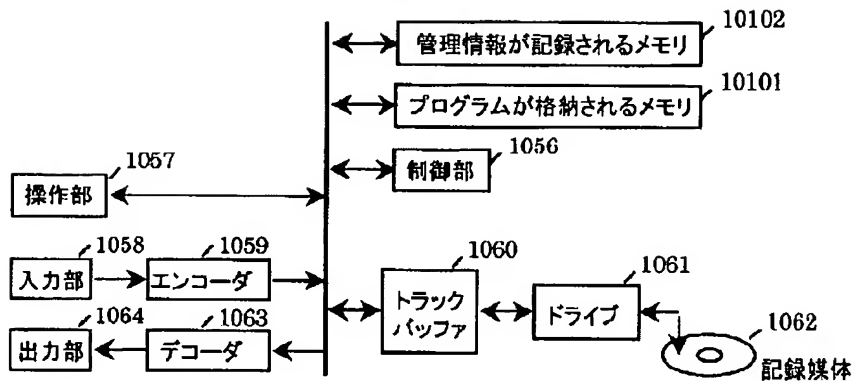 10102
管理情報が記録されるメモリ
10101
プログラムが格納されるメモリ
1056
制御部
1057
操作部
1058
入力部
1059
エンコーダ
1060
トラック
バッファ
1061
ドライブ
1062
記録媒体
1064
出力部
1063
デコーダ